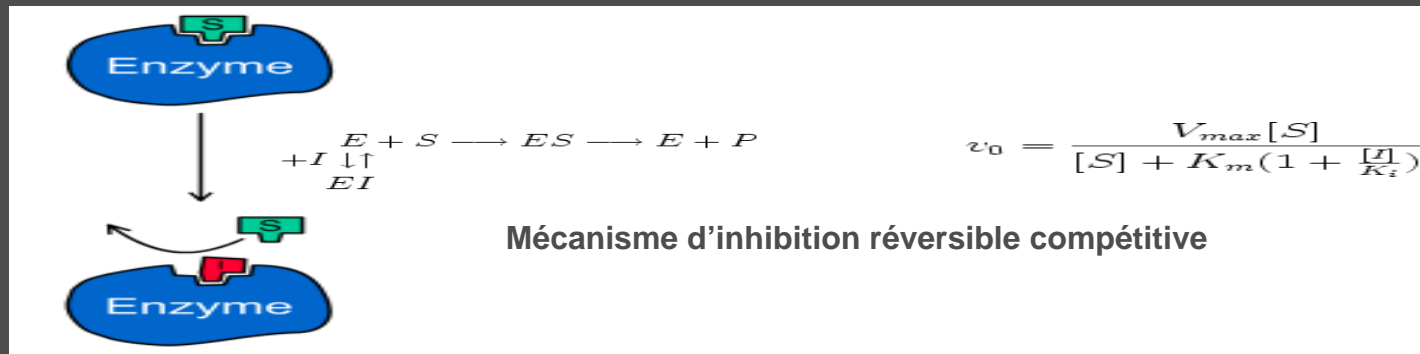 S
Enzyme
E + S ⟶ ES ⟶ E + P
+I ↓↑
EI
v₀ = Vmax[S] / ([S] + Km(1 + [I]/Ki))
S
Mécanisme d’inhibition réversible compétitive
I
Enzyme